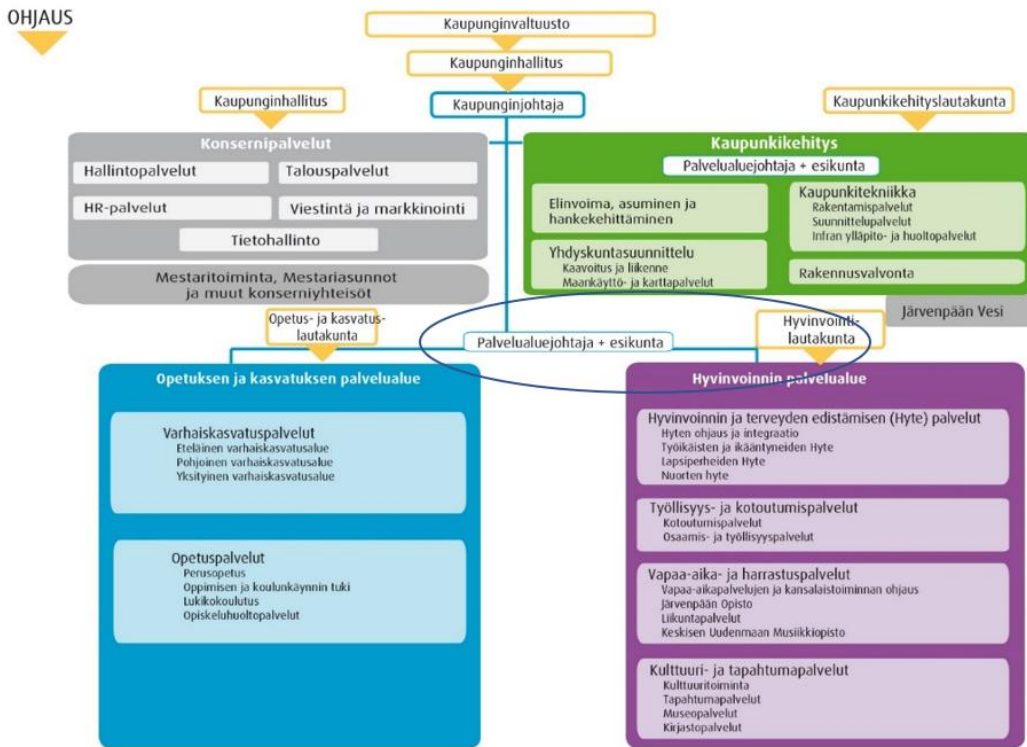 OHJAUS
Kaupunginvaltuusto
Kaupunginhallitus
Kaupunginjohtaja
Kaupunginhallitus
Kaupunkikehityslautakunta
Konsernipalvelut
Hallintopalvelut
Talouspalvelut
HR-palvelut
Viestintä ja markkinointi
Tietohallinto
Mestaritoiminta, Mestariasunnot
ja muut konserniyhteisöt
Kaupunkikehitys
Palvelualuejohtaja + esikunta
Elinvoima, asuminen ja
hankekehittäminen
Yhdyskuntasuunnittelu
Kaavoitus ja liikenne
Maankäyttö- ja karttapalvelut
Kaupunkitekniikka
Rakentamispalvelut
Suunnittelupalvelut
Infran ylläpito- ja huoltopalvelut
Rakennusvalvonta
Järvenpään Vesi
Opetus- ja kasvatus-
lautakunta
Palvelualuejohtaja + esikunta
Hyvinvointi-
lautakunta
Opetuksen ja kasvatuksen palvelualue
Varhaiskasvatuspalvelut
Eteläinen varhaiskasvatusalue
Pohjoinen varhaiskasvatusalue
Yksityinen varhaiskasvatusalue
Opetuspalvelut
Perusopetus
Oppimisen ja koulunkäynnin tuki
Lukikokoulutus
Opiskeluhuoltopalvelut
Hyvinvoinnin palvelualue
Hyvinvoinnin ja terveyden edistämisen (Hyte) palvelut
Hyten ohjaus ja integraatio
Työikäisten ja ikääntyneiden Hyte
Lapsiperheiden Hyte
Nuorten hyte
Työllisyys- ja kotoutumispalvelut
Kotoutumispalvelut
Osaamis- ja työllisyyspalvelut
Vapaa-aika- ja harrastuspalvelut
Vapaa-aikapalvelujen ja kansalaistoiminnan ohjaus
Järvenpään Opisto
Liikuntapalvelut
Keskisen Uudenmaan Musiikkiopisto
Kulttuuri- ja tapahtumapalvelut
Kulttuuritoiminta
Tapahtumapalvelut
Museopalvelut
Kirjastopalvelut